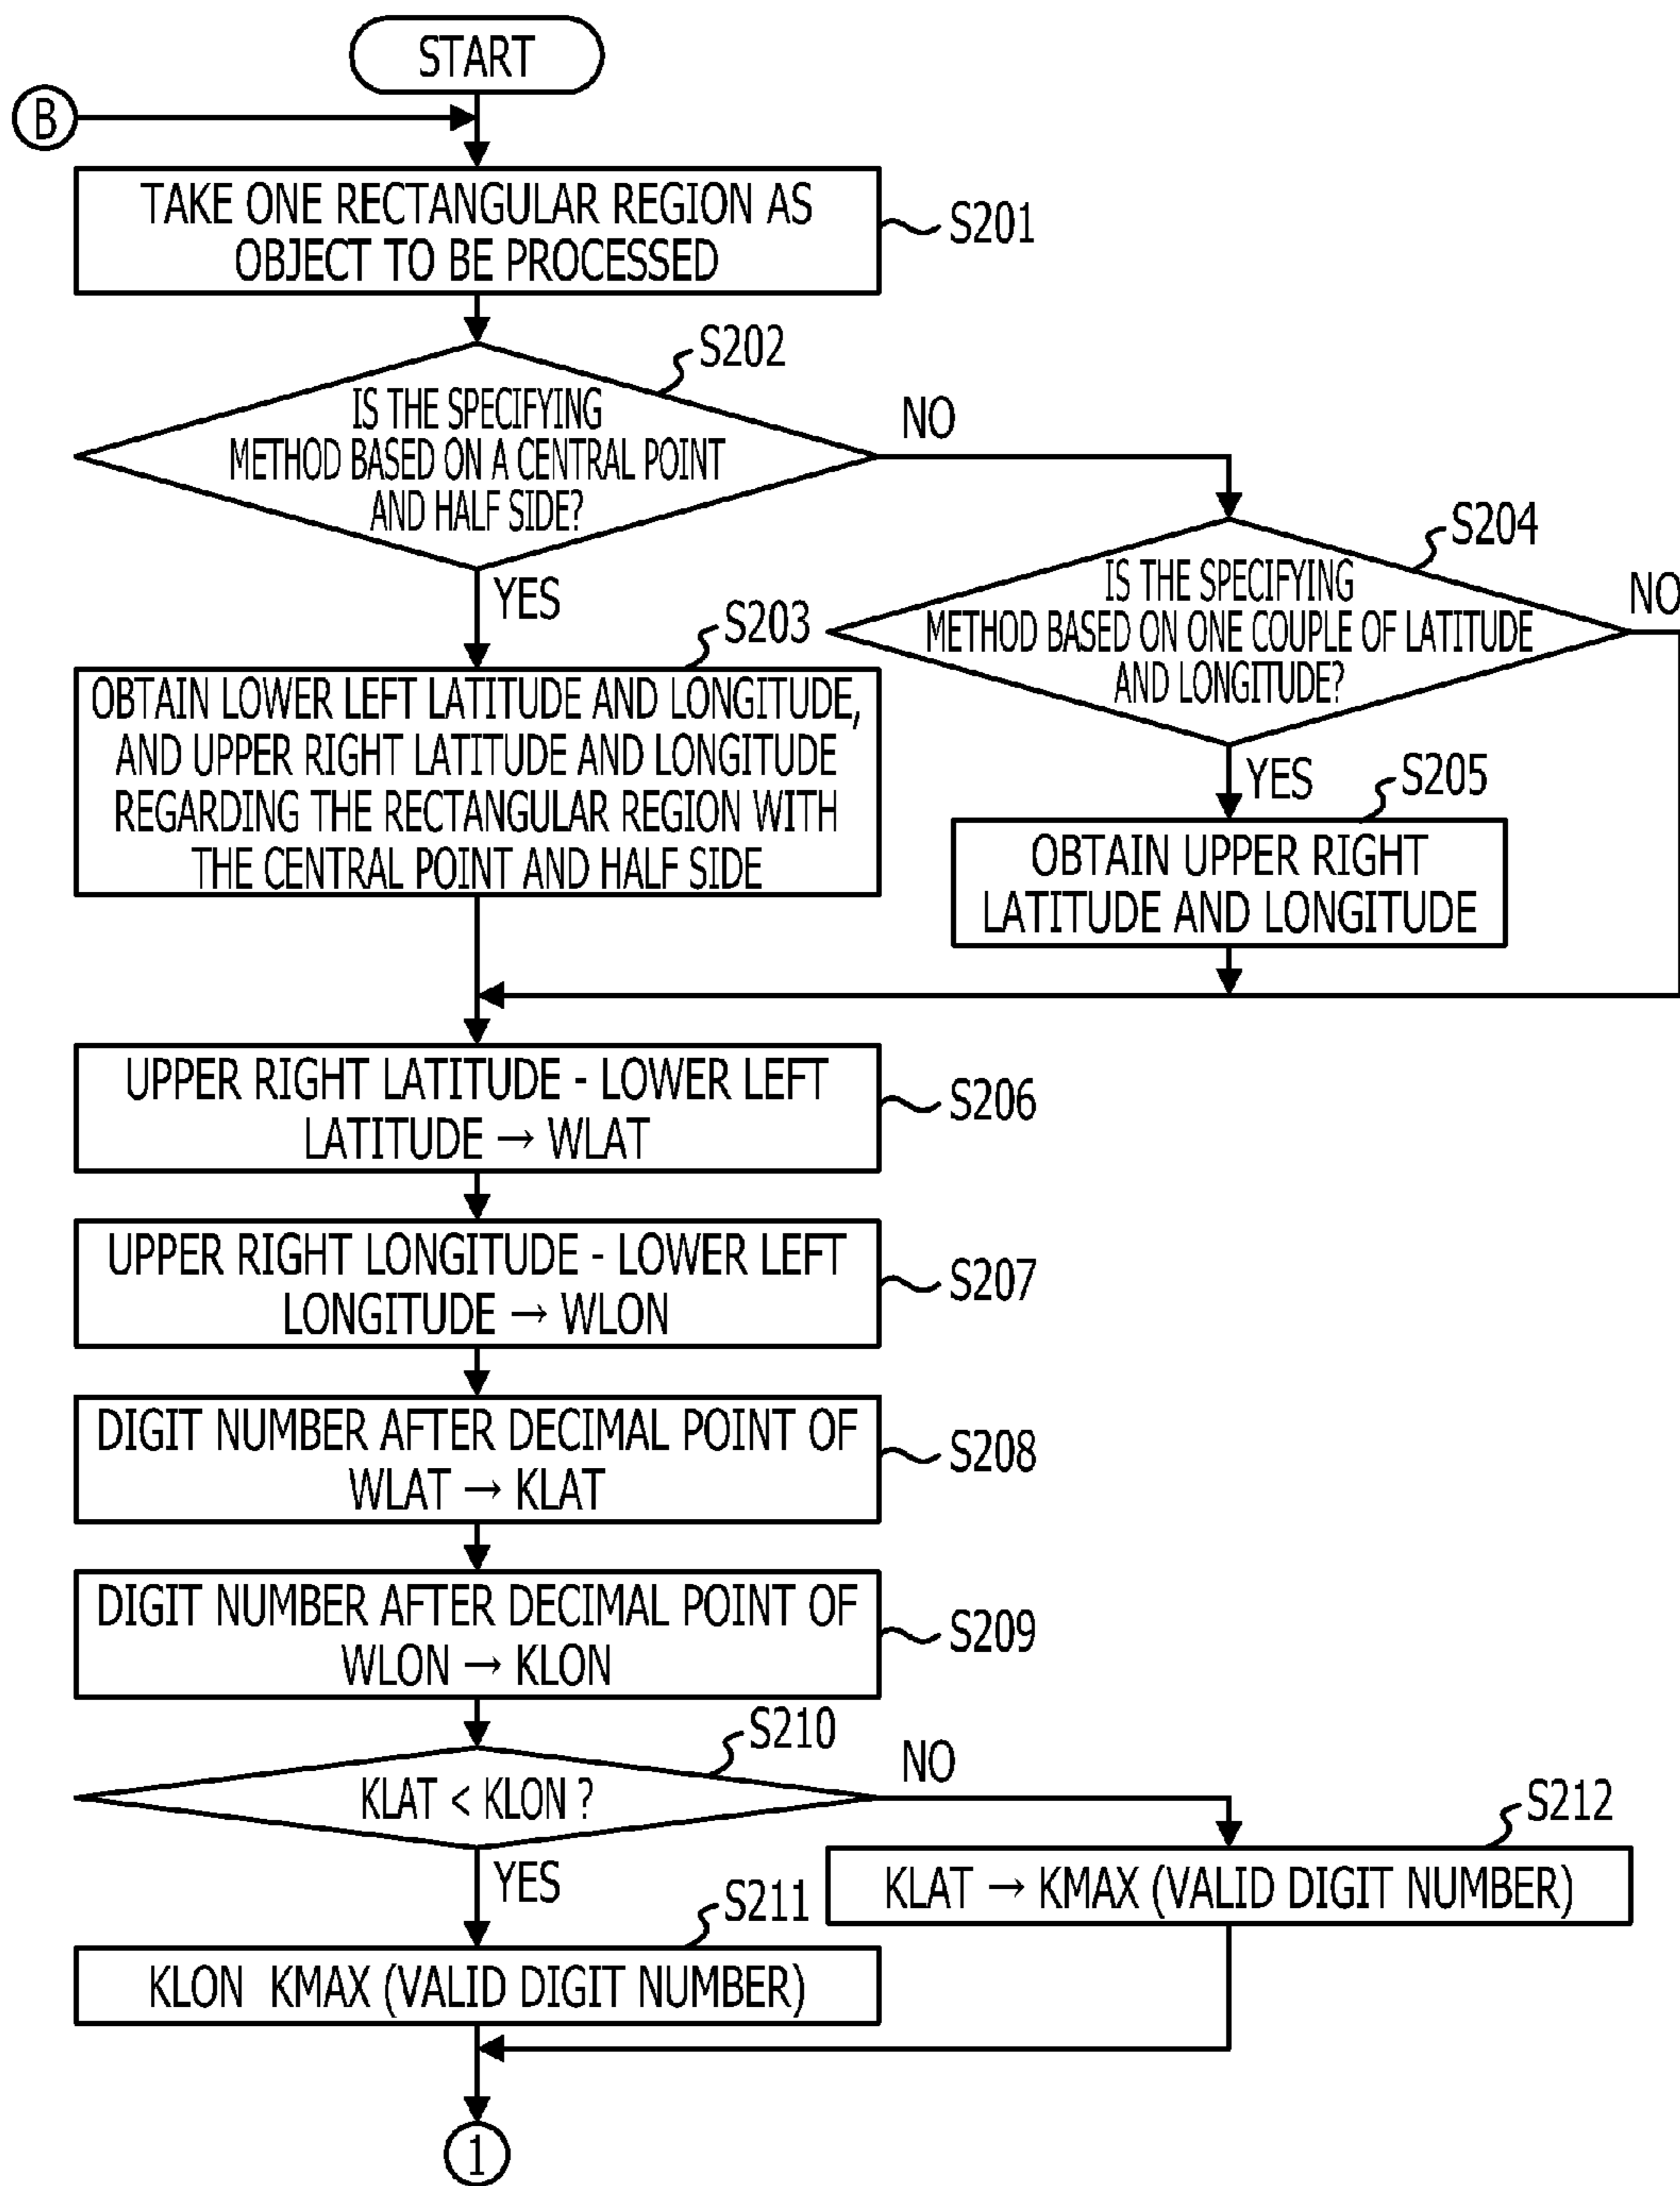 START
B
TAKE ONE RECTANGULAR REGION AS
OBJECT TO BE PROCESSED
S201
S202
IS THE SPECIFYING
METHOD BASED ON A CENTRAL POINT
AND HALF SIDE?
NO
YES
S204
IS THE SPECIFYING
METHOD BASED ON ONE COUPLE OF LATITUDE
AND LONGITUDE?
NO
YES
S203
OBTAIN LOWER LEFT LATITUDE AND LONGITUDE,
AND UPPER RIGHT LATITUDE AND LONGITUDE
REGARDING THE RECTANGULAR REGION WITH
THE CENTRAL POINT AND HALF SIDE
S205
OBTAIN UPPER RIGHT
LATITUDE AND LONGITUDE
UPPER RIGHT LATITUDE - LOWER LEFT
LATITUDE → WLAT
S206
UPPER RIGHT LONGITUDE - LOWER LEFT
LONGITUDE → WLON
S207
DIGIT NUMBER AFTER DECIMAL POINT OF
WLAT → KLAT
S208
DIGIT NUMBER AFTER DECIMAL POINT OF
WLON → KLON
S209
S210
KLAT < KLON ?
NO
YES
S212
KLAT → KMAX (VALID DIGIT NUMBER)
S211
KLON KMAX (VALID DIGIT NUMBER)
1